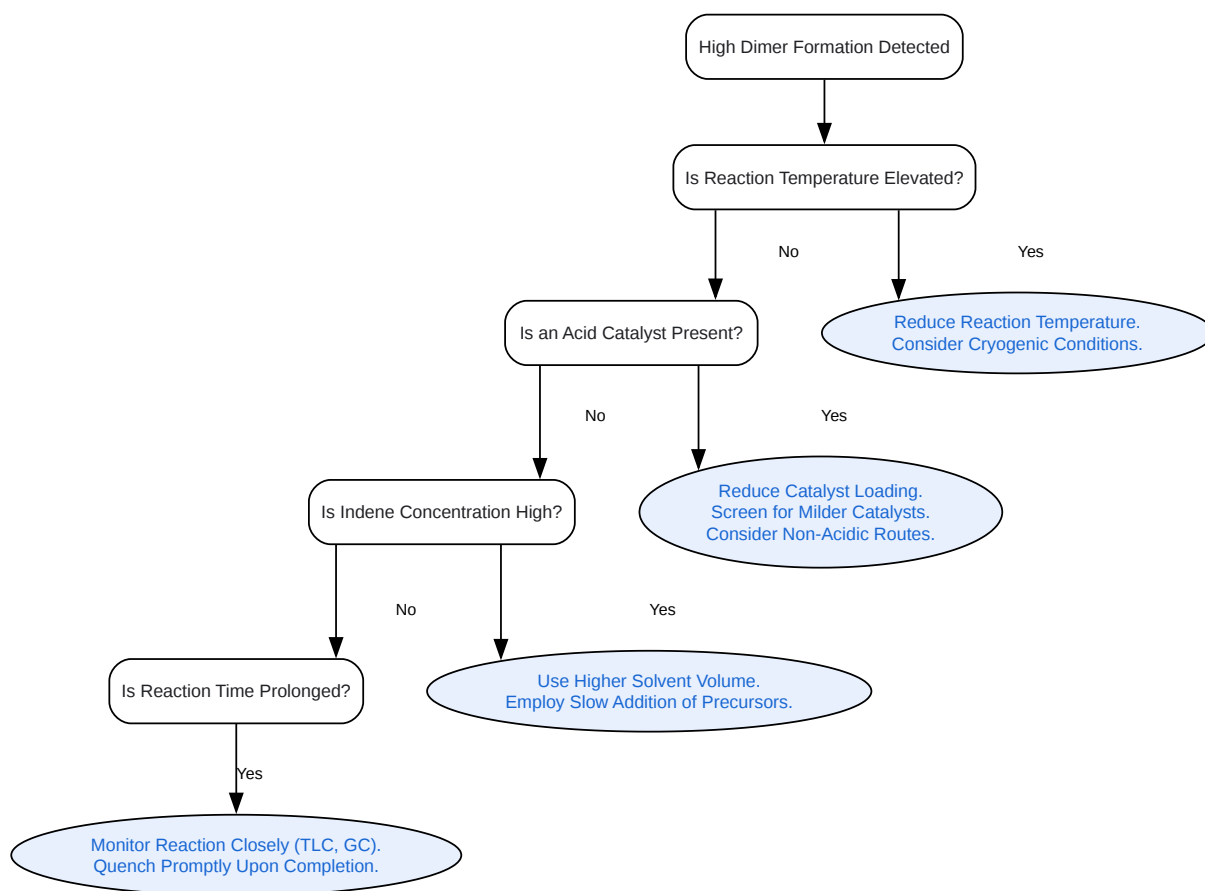 High Dimer Formation Detected
Is Reaction Temperature Elevated?
No
Yes
Is an Acid Catalyst Present?
Reduce Reaction Temperature.
Consider Cryogenic Conditions.
No
Yes
Is Indene Concentration High?
Reduce Catalyst Loading.
Screen for Milder Catalysts.
Consider Non-Acidic Routes.
No
Yes
Is Reaction Time Prolonged?
Use Higher Solvent Volume.
Employ Slow Addition of Precursors.
Yes
Monitor Reaction Closely (TLC, GC).
Quench Promptly Upon Completion.